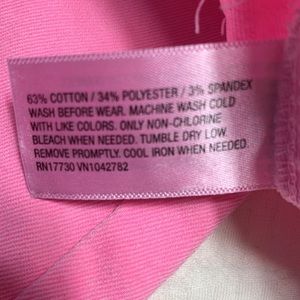 63% COTTON / 34% POLYESTER / 3% SPANDEX
WASH BEFORE WEAR. MACHINE WASH COLD
WITH LIKE COLORS. ONLY NON-CHLORINE
BLEACH WHEN NEEDED. TUMBLE DRY LOW.
REMOVE PROMPTLY. COOL IRON WHEN NEEDED.
RN17730 VN1042782